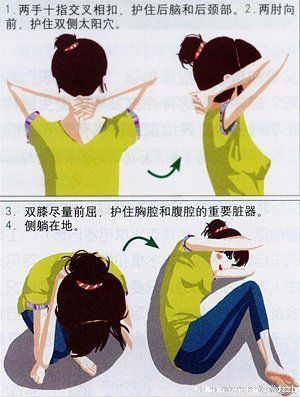 1.两手十指交叉相扣，护住后脑和后颈部。2.两肘向
前，护住双侧太阳穴。
3. 双膝尽量前屈，护住胸腔和腹腔的重要脏器。
4. 侧躺在地。